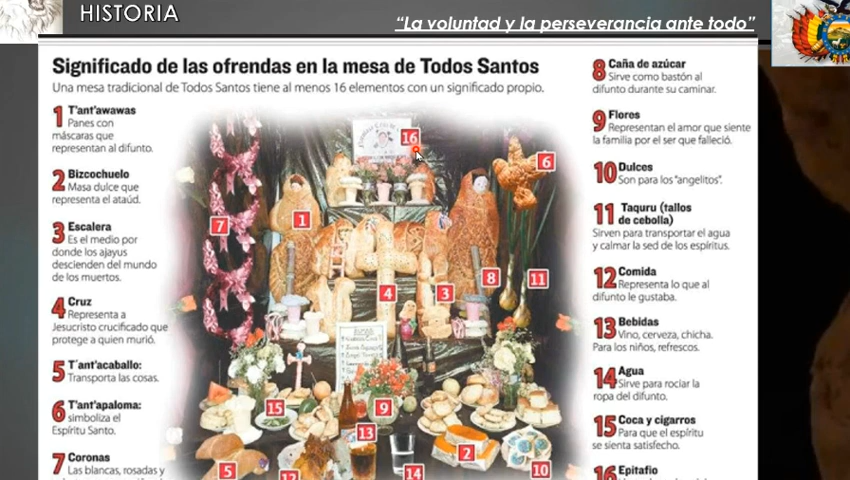 HISTORIA
“La voluntad y la perseverancia ante todo”
Significado de las ofrendas en la mesa de Todos Santos
Una mesa tradicional de Todos Santos tiene al menos 16 elementos con un significado propio.
1 T'ant'awawas
Panes con
máscaras que
representan al difunto.
2 Bizcochuelo
Masa dulce que
representa el ataúd.
3 Escalera
Es el medio por
donde los ajayus
descienden del mundo
de los muertos.
4 Cruz
Representa a
Jesucristo crucificado que
protege a quien murió.
5 T´ant'acaballo:
Transporta las cosas.
6 T'ant'apaloma:
simboliza el
Espíritu Santo.
7 Coronas
Las blancas, rosadas y
16
6
7
1
8
11
4
3
15
9
13
2
5
12
14
10
8 Caña de azúcar
Sirve como bastón al
difunto durante su caminar.
9 Flores
Representan el amor que siente
la familia por el ser que falleció.
10 Dulces
Son para los “angelitos”.
11 Taquru (tallos
de cebolla)
Sirven para transportar el agua
y calmar la sed de los espíritus.
12 Comida
Representa lo que al
difunto le gustaba.
13 Bebidas
Vino, cerveza, chicha.
Para los niños, refrescos.
14 Agua
Sirve para rociar la
ropa del difunto.
15 Coca y cigarros
Para que el espíritu
se sienta satisfecho.
16 Epitafio